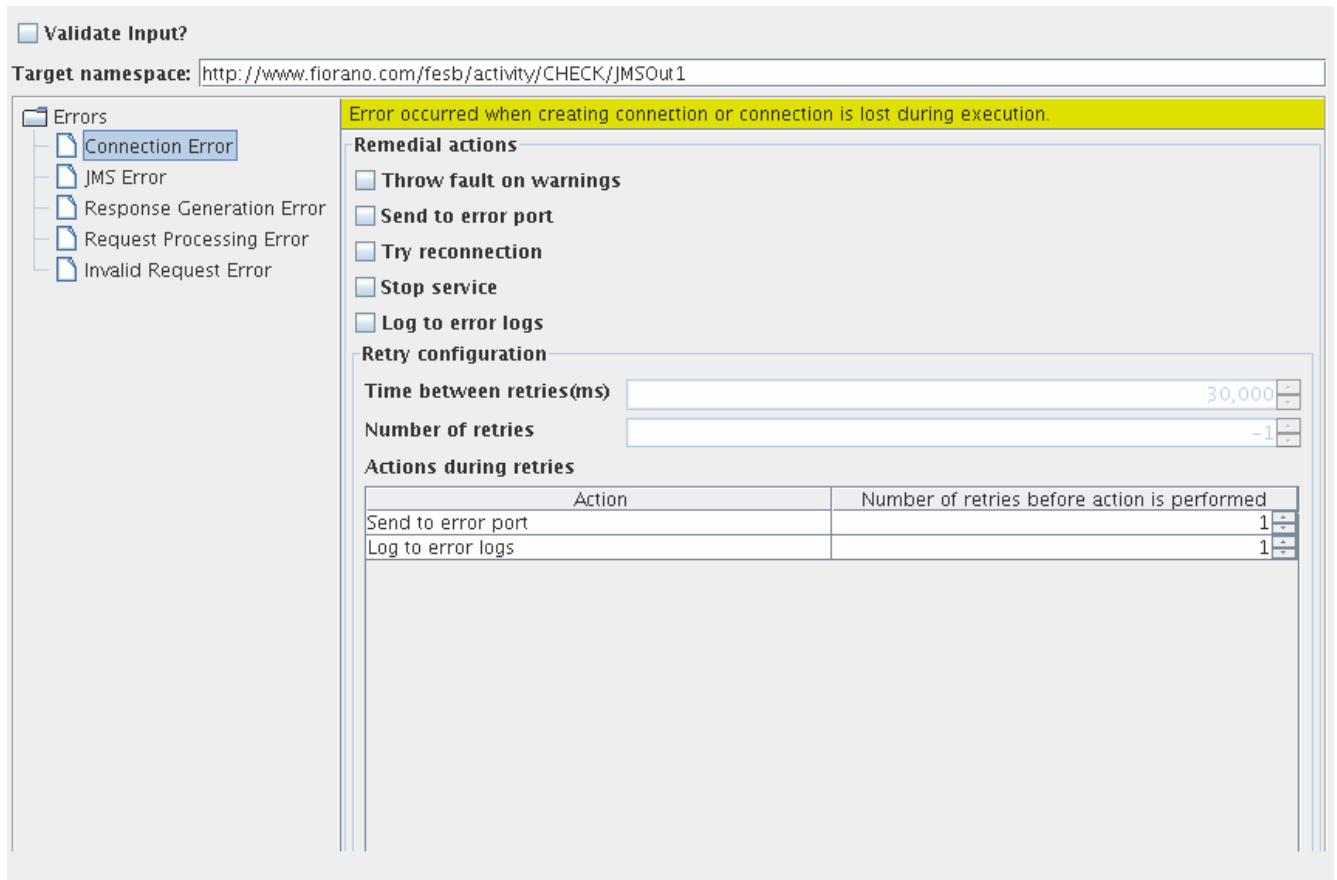 Validate Input?
Target namespace: http://www.fiorano.com/fesb/activity/CHECK/JMSOut1
Errors
Connection Error
JMS Error
Response Generation Error
Request Processing Error
Invalid Request Error
Error occurred when creating connection or connection is lost during execution.
Remedial actions
Throw fault on warnings
Send to error port
Try reconnection
Stop service
Log to error logs
Retry configuration
Time between retries(ms) 30,000
Number of retries -1
Actions during retries
Action Number of retries before action is performed
Send to error port 1
Log to error logs 1